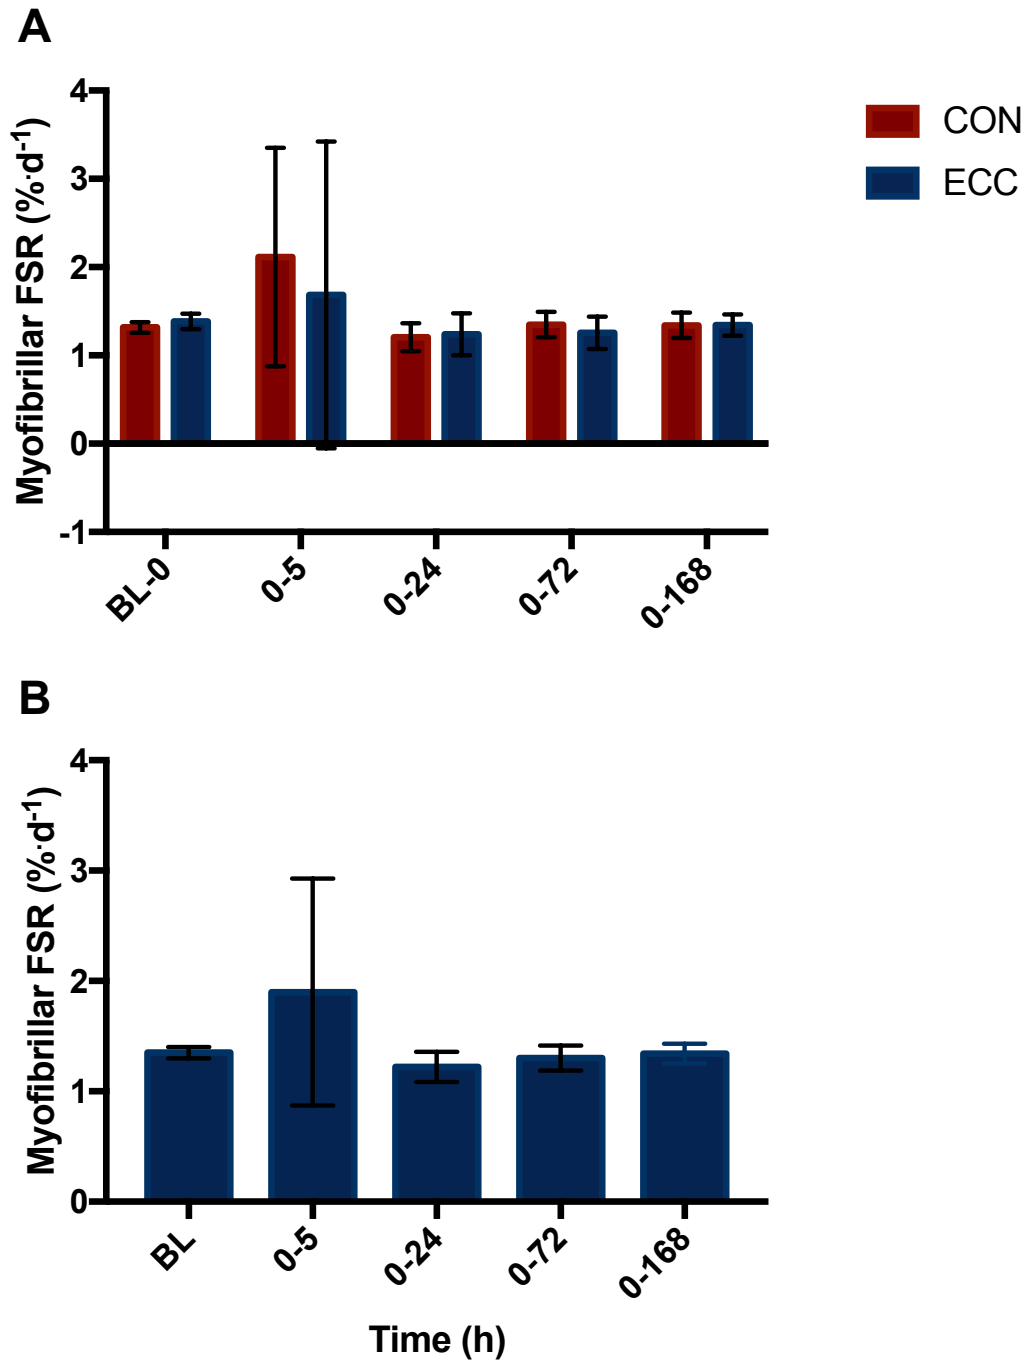 A
Myofibrillar FSR (%·d-1)
4
3
2
1
0
-1
BL-0
0-5
0-24
0-72
0-168
CON
ECC
B
Myofibrillar FSR (%·d-1)
4
3
2
1
0
BL
0-5
0-24
0-72
0-168
Time (h)